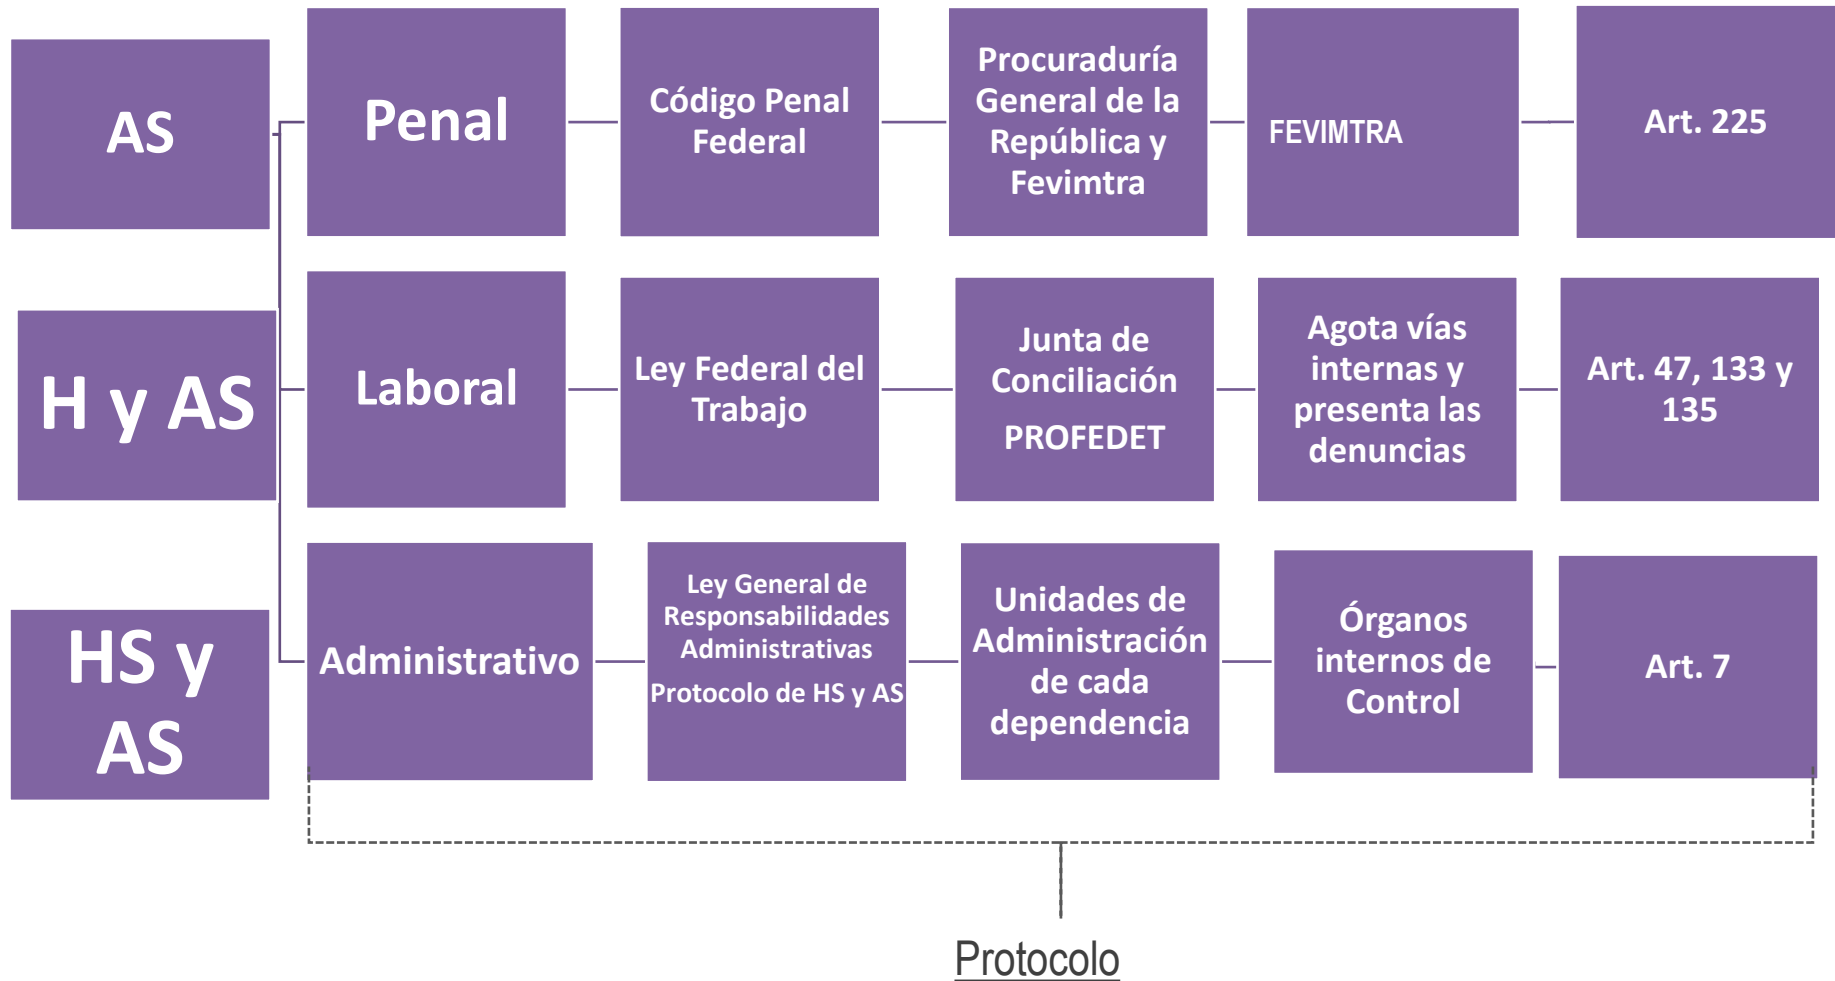 AS
Penal
Código Penal
Federal
Procuraduría
General de la
República y
Fevimtra
FEVIMTRA
Art. 225
H y AS
Laboral
Ley Federal del
Trabajo
Junta de
Conciliación
PROFEDET
Agota vías
internas y
presenta las
denuncias
Art. 47, 133 y
135
HS y
AS
Administrativo
Ley General de
Responsabilidades
Administrativas
Protocolo de HS y AS
Unidades de
Administración
de cada
dependencia
Órganos
internos de
Control
Art. 7
Protocolo